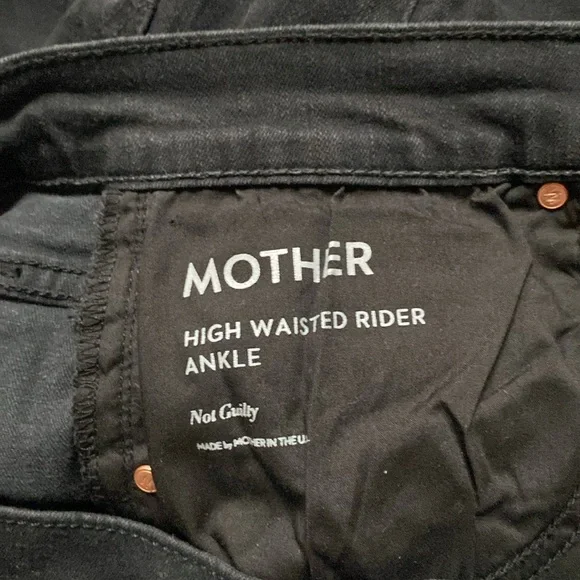 MOTHER
HIGH WAISTED RIDER
ANKLE
Not Guilty
MADE by MOTHER IN THE U.